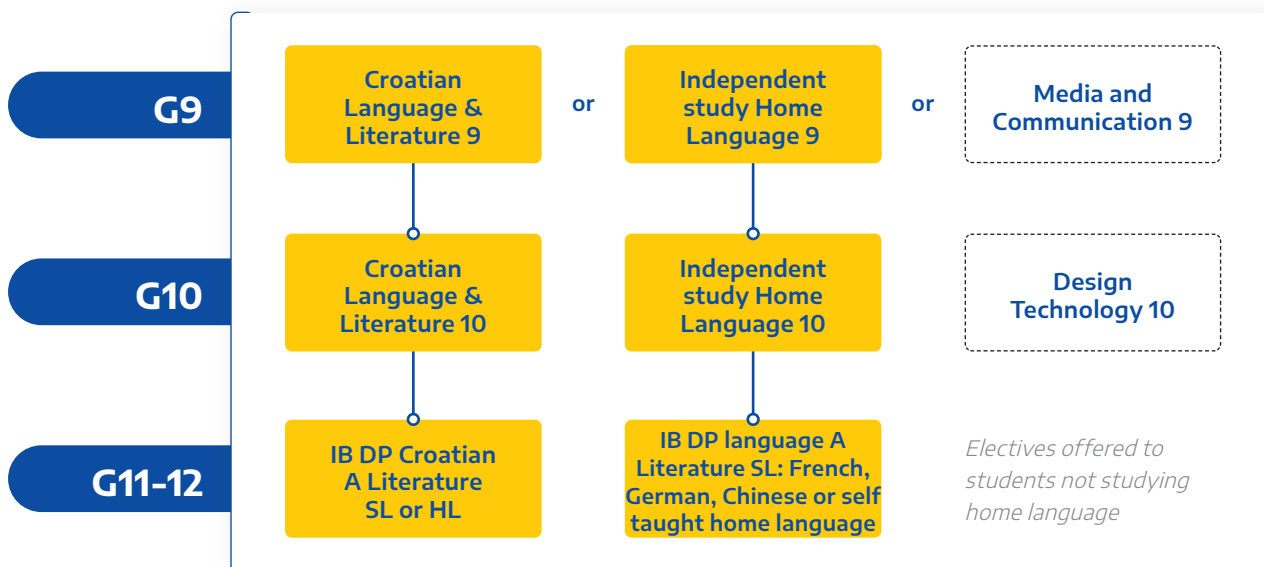 G9
Croatian
Language &
Literature 9
or
Independent
study Home
Language 9
or
Media and
Communication 9
G10
Croatian
Language &
Literature 10
Independent
study Home
Language 10
Design
Technology 10
G11-12
IB DP Croatian
A Literature
SL or HL
IB DP language A
Literature SL: French,
German, Chinese or self
taught home language
Electives offered to
students not studying
home language